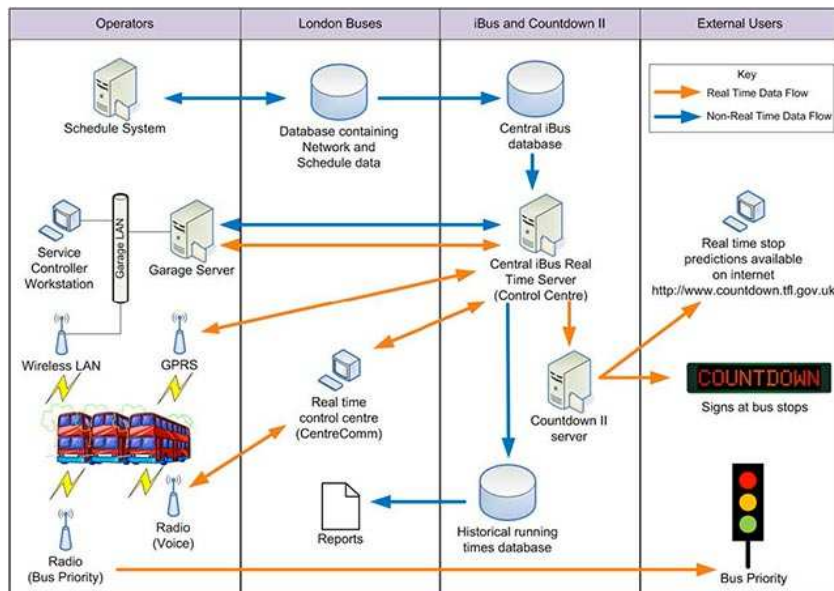 Operators
London Buses
iBus and Countdown II
External Users
Key
Real Time Data Flow
Non-Real Time Data Flow
Schedule System
Database containing
Network and
Schedule data
Central iBus
database
Service
Controller
Workstation
Garage LAN
Garage Server
Central iBus Real
Time Server
(Control Centre)
Real time stop
predictions available
on internet
http://www.countdown.tfl.gov.uk
Wireless LAN
GPRS
Real time
control centre
(CentreComm)
Countdown II
server
COUNTDOWN
Signs at bus stops
Radio
(Voice)
Reports
Historical running
times database
Radio
(Bus Priority)
Bus Priority